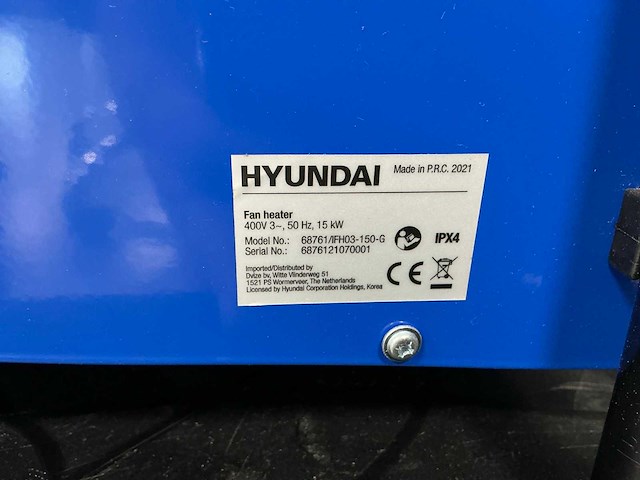 HYUNDAI Made in P.R.C. 2021
Fan heater
400V 3~, 50 Hz, 15 kW
Model No.: 68761/IFH03-150-G
Serial No.: 6876121070001
IPX4
Imported/Distributed by
Dvize bv, Witte Vlinderweg 51
1521 PS Wormerveer, The Netherlands
Licensed by Hyundai Corporation Holdings, Korea
CE